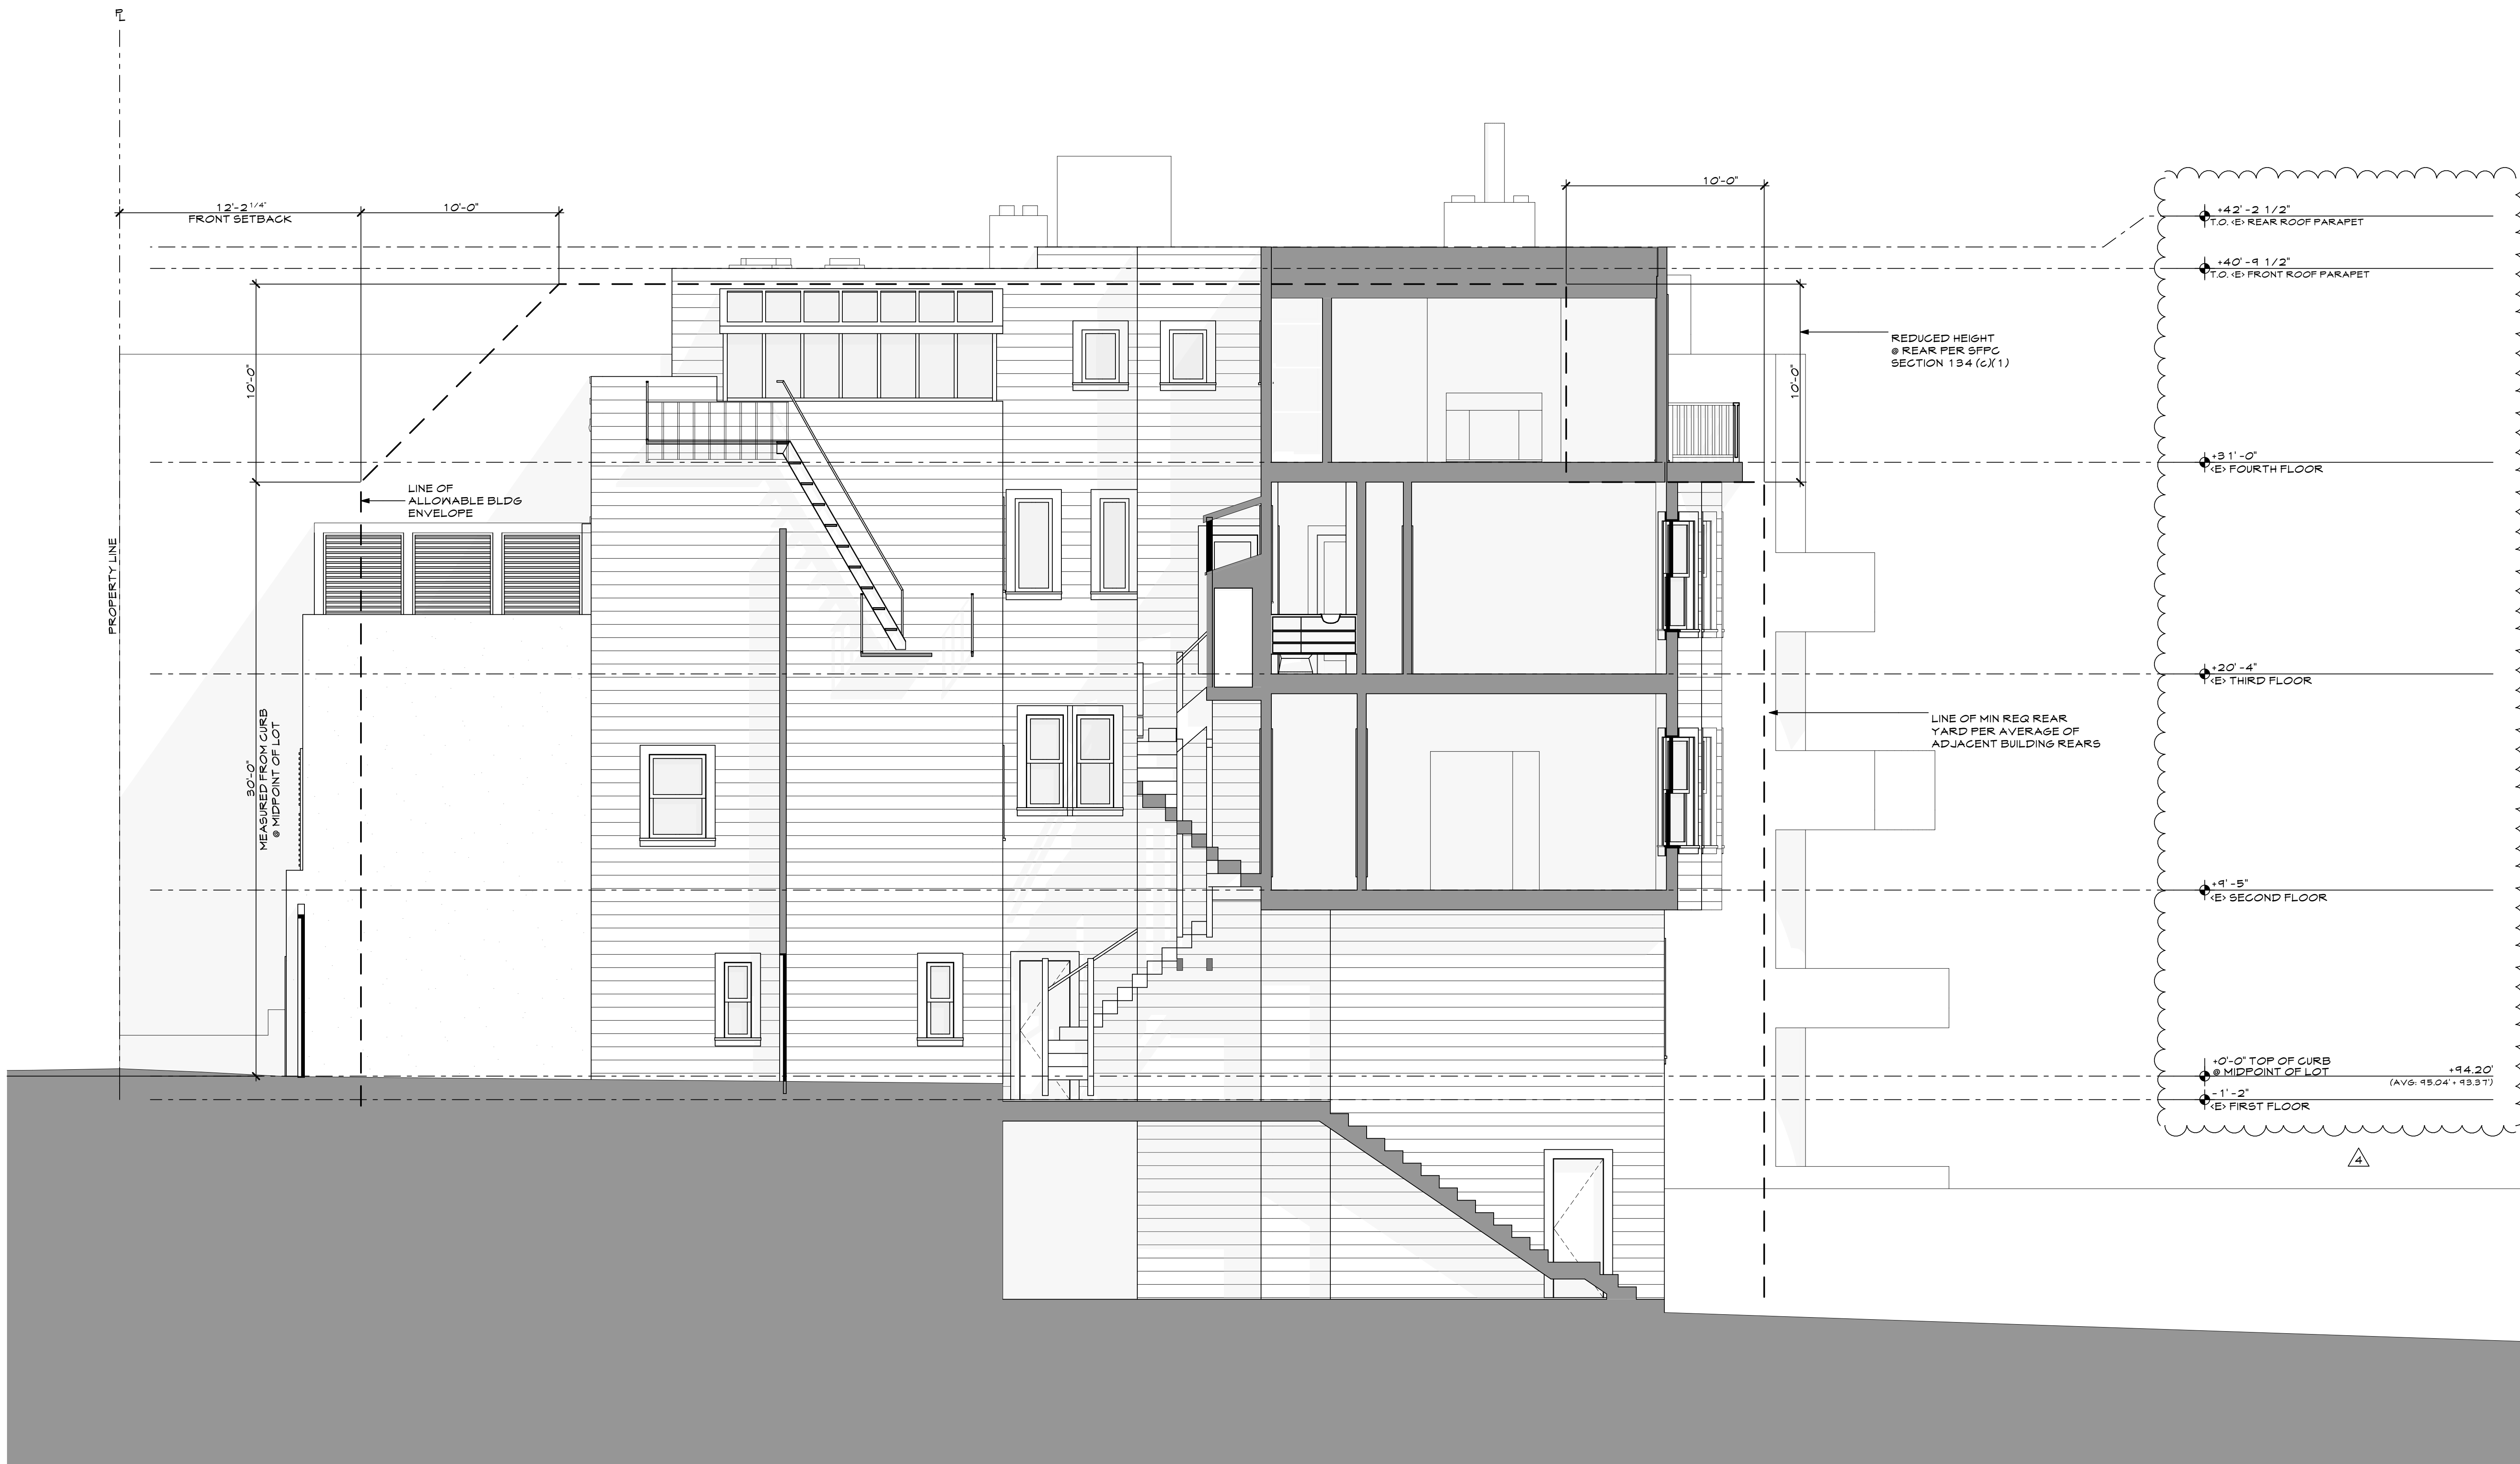 PL
12'-2 1/4"
FRONT SETBACK
10'-0"
10'-0"
+42'-2 1/2"
T.O. <E> REAR ROOF PARAPET
+40'-9 1/2"
T.O. <E> FRONT ROOF PARAPET
REDUCED HEIGHT
@ REAR PER SFPC
SECTION 134 (c)(1)
10'-0"
10'-0"
+31'-0"
<E> FOURTH FLOOR
LINE OF
ALLOWABLE BLDG
ENVELOPE
PROPERTY LINE
+20'-4"
<E> THIRD FLOOR
LINE OF MIN REQ REAR
YARD PER AVERAGE OF
ADJACENT BUILDING REARS
30'-0"
MEASURED FROM CURB
@ MIDPOINT OF LOT
+9'-5"
<E> SECOND FLOOR
+0'-0" TOP OF CURB
@ MIDPOINT OF LOT
+94.20'
(AVG: 95.04' + 93.37')
-1'-2"
<E> FIRST FLOOR
4